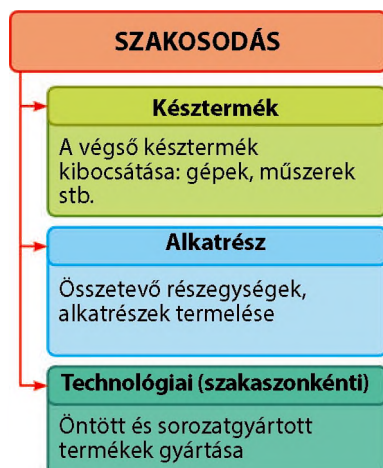 SZAKOSODÁS
Késztermék
A végső késztermék
kibocsátása: gépek, műszerek
stb.
Alkatrész
Összetevő részegységek,
alkatrészek termelése
Technológiai (szakaszonkénti)
Öntött és sorozatgyártott
termékek gyártása